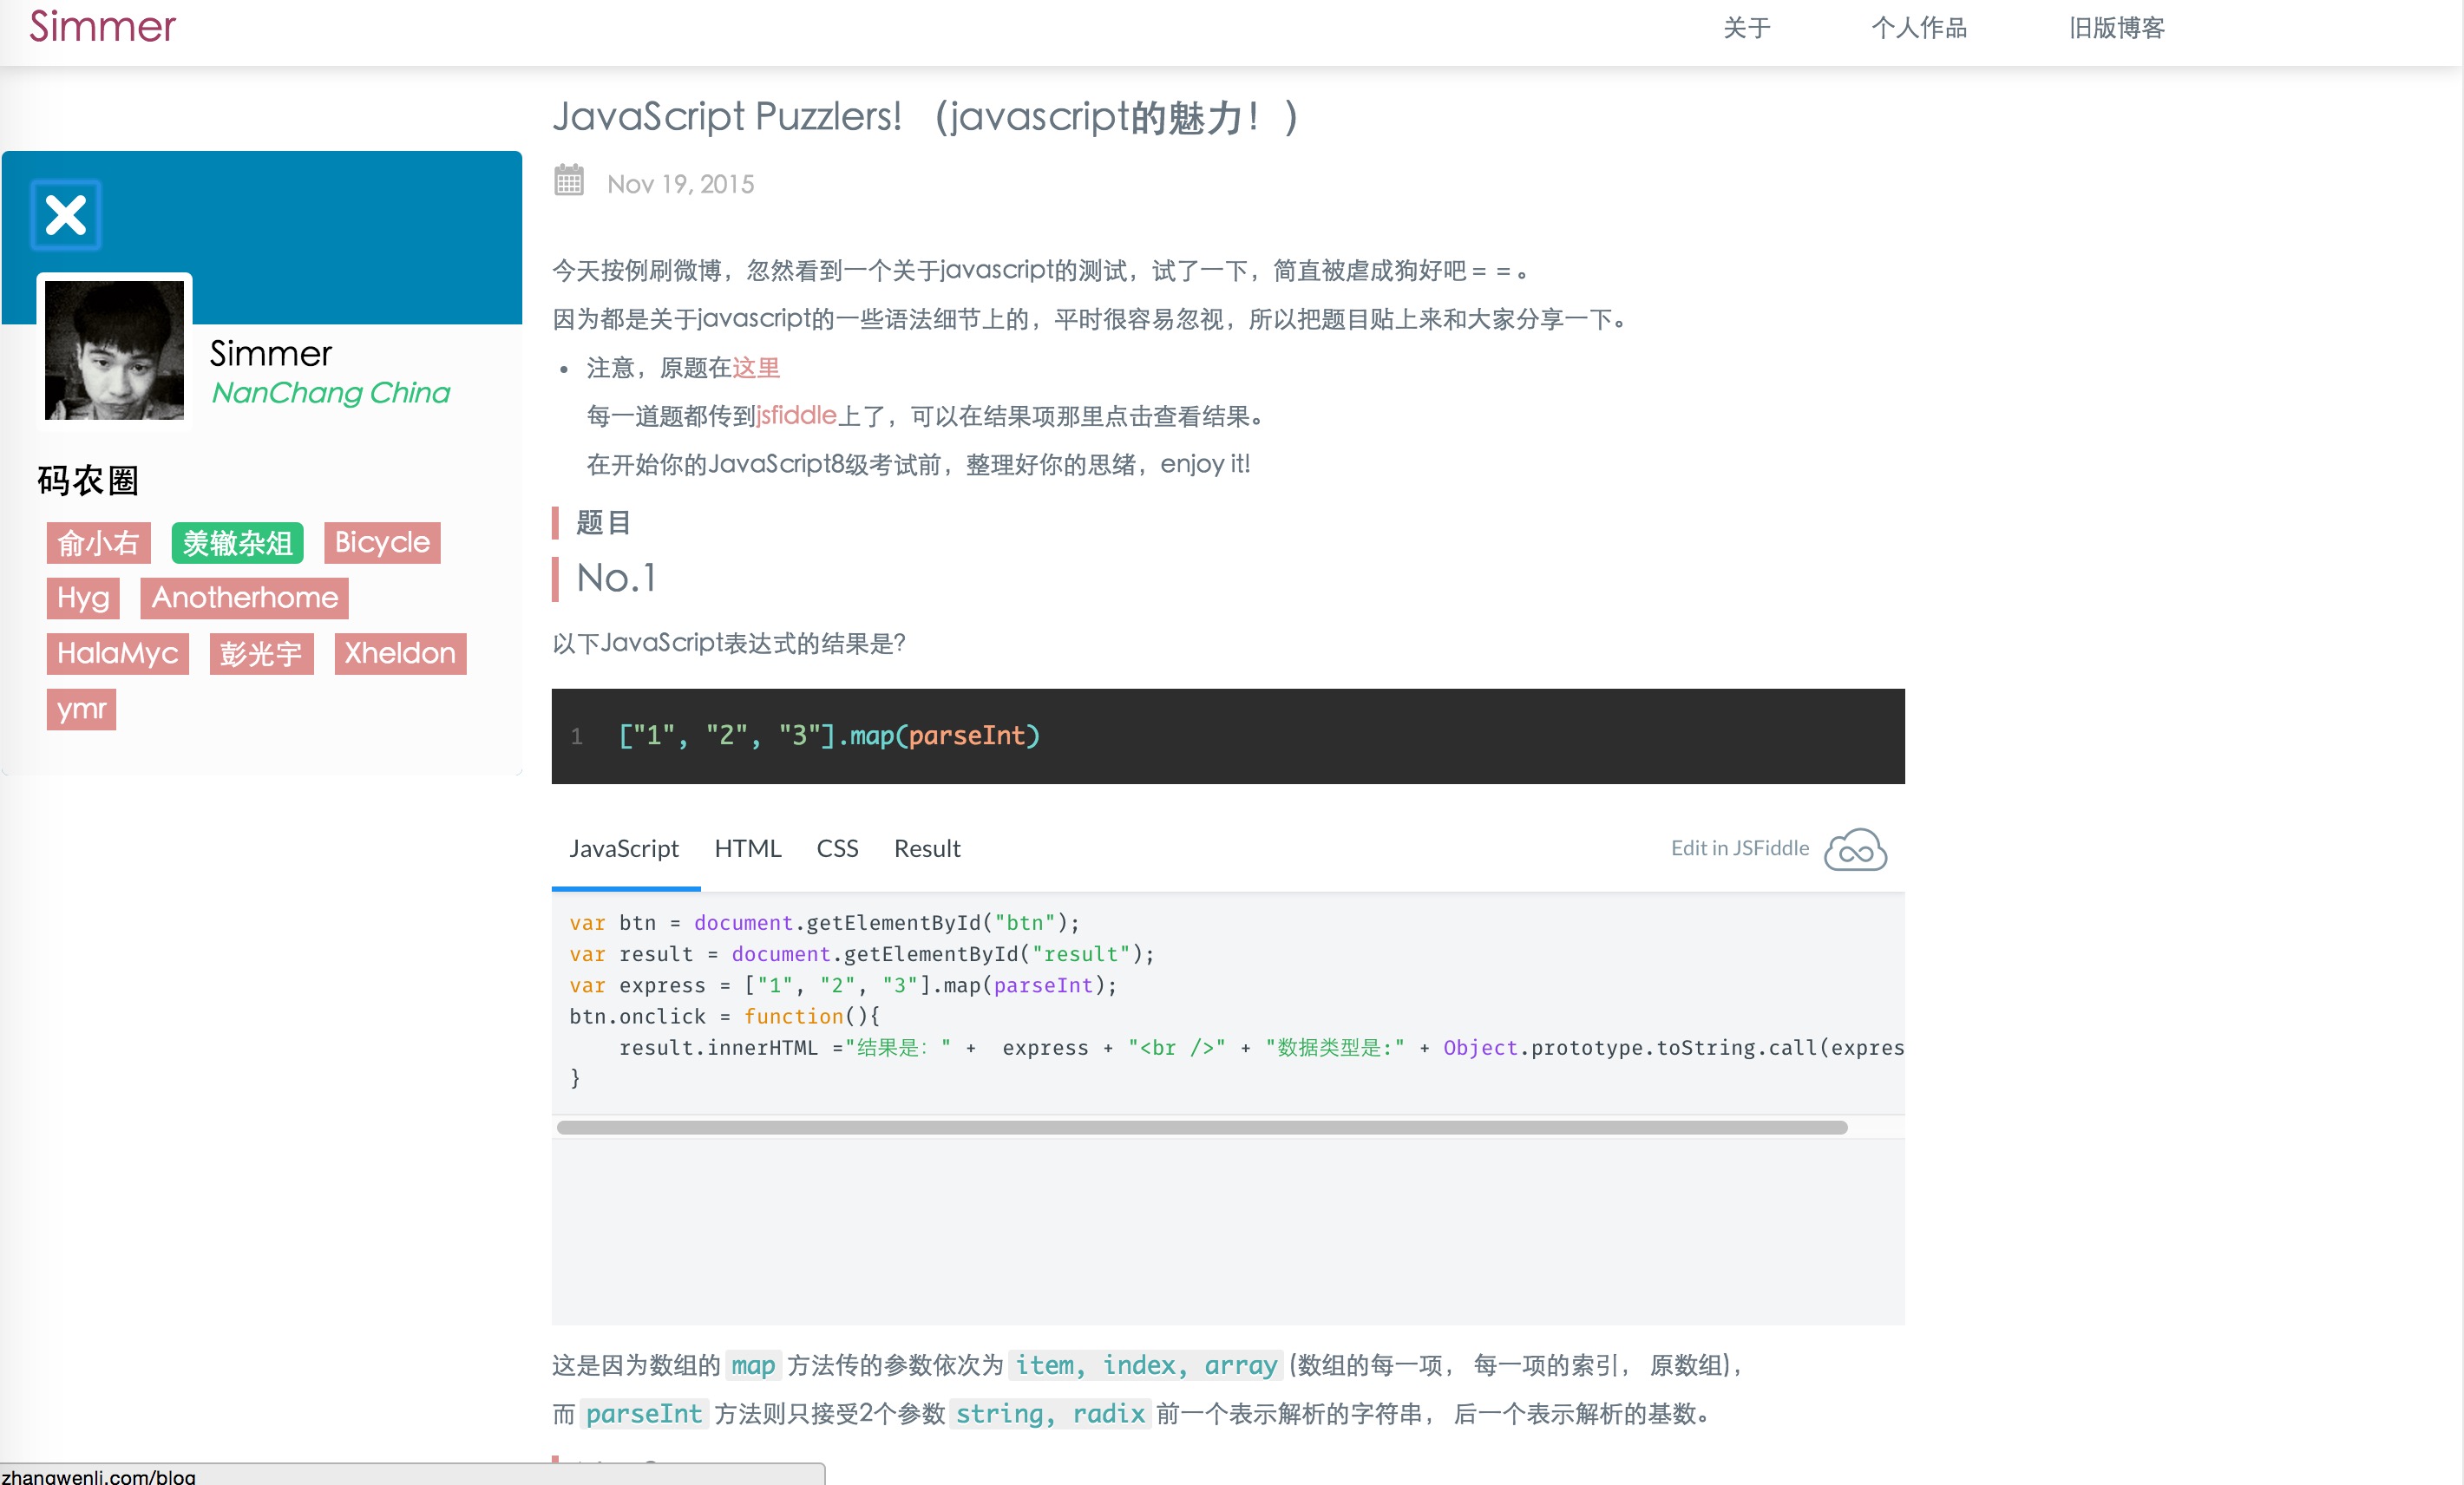 Simmer
关于
个人作品
旧版博客
JavaScript Puzzlers! （javascript的魅力！）
Nov 19, 2015
今天按例刷微博，忽然看到一个关于javascript的测试，试了一下，简直被虐成狗好吧 = = 。
因为都是关于javascript的一些语法细节上的，平时很容易忽视，所以把题目贴上来和大家分享一下。
• 注意，原题在这里
每一道题都传到jsfiddle上了，可以在结果项那里点击查看结果。
在开始你的JavaScript8级考试前，整理好你的思绪，enjoy it!
题目
No.1
以下JavaScript表达式的结果是?
1 ["1", "2", "3"].map(parseInt)
JavaScript HTML CSS Result
Edit in JSFiddle
var btn = document.getElementById("btn");
var result = document.getElementById("result");
var express = ["1", "2", "3"].map(parseInt);
btn.onclick = function(){
    result.innerHTML ="结果是：" +  express + "<br />" + "数据类型是:" + Object.prototype.toString.call(expres
}
这是因为数组的 map 方法传的参数依次为 item, index, array (数组的每一项， 每一项的索引， 原数组)，
而 parseInt 方法则只接受2个参数 string, radix 前一个表示解析的字符串， 后一个表示解析的基数。
Simmer
NanChang China
码农圈
俞小右 羡辙杂俎 Bicycle
Hyg Anotherhome
HalaMyc 彭光宇 Xheldon
ymr
zhangwenli.com/blog